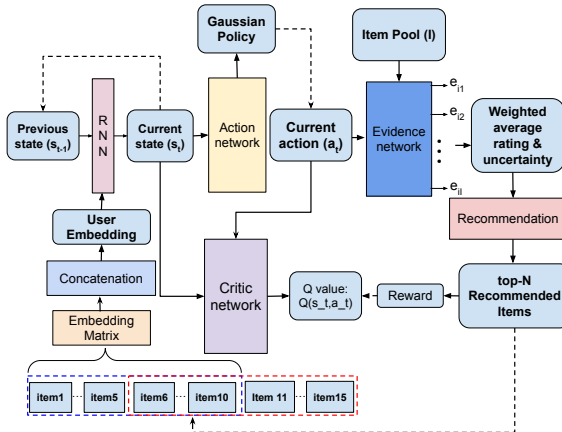 Gaussian
Policy
Item Pool (I)
R
N
N
Previous
state (s_{t-1})
Current
state (s_t)
Action
network
Current
action (a_t)
Evidence
network
e_{i1}
e_{i2}
e_{il}
Weighted
average
rating &
uncertainty
User
Embedding
Recommendation
Concatenation
Critic
network
Q value:
Q(s_t,a_t)
Reward
top-N
Recommended
Items
Embedding
Matrix
item1
item5
item6
item10
Item 11
item15